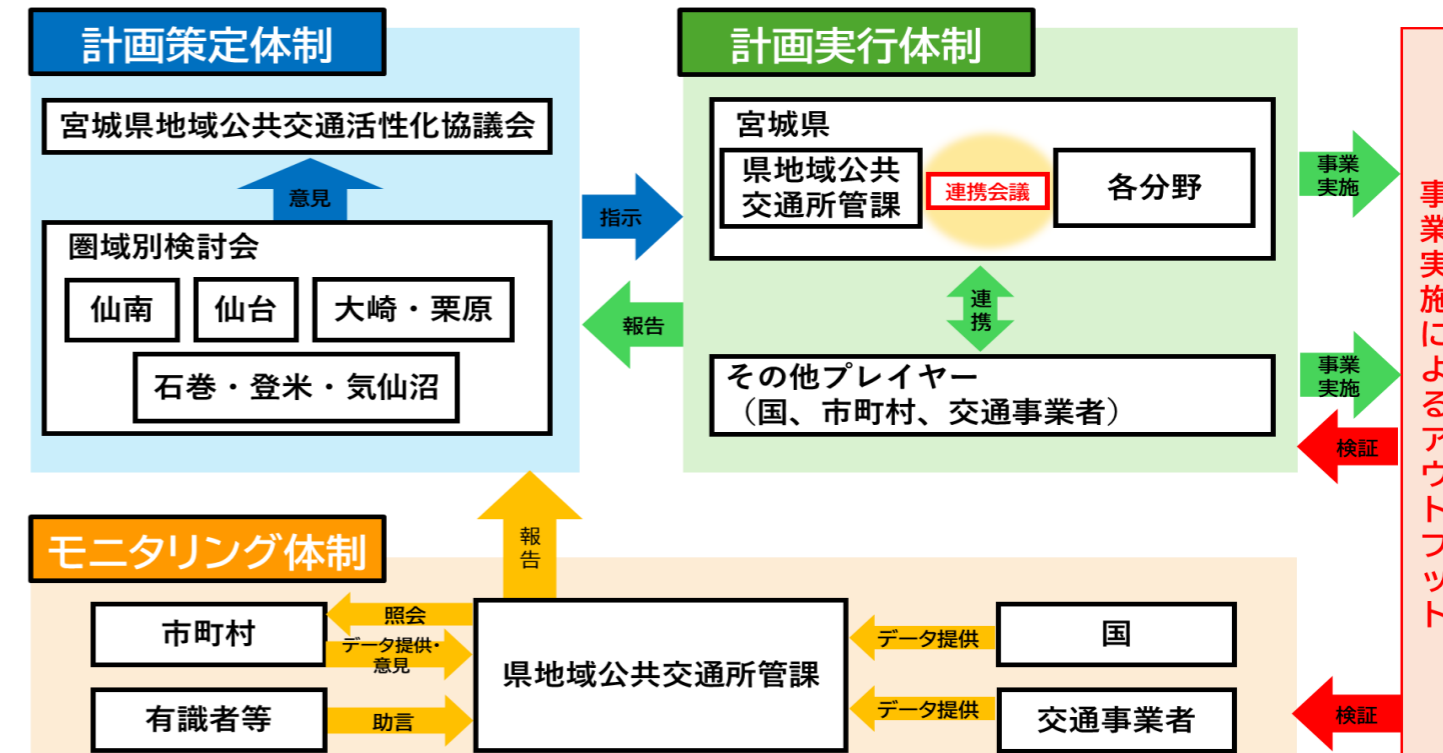 計画策定体制
宮城県地域公共交通活性化協議会
意見
圏域別検討会
仙南
仙台
大崎・栗原
石巻・登米・気仙沼
指示
報告
計画実行体制
宮城県
県地域公共
交通所管課
連携会議
各分野
連携
その他プレイヤー
（国、市町村、交通事業者）
事業
実施
事業
実施
検証
事業実施によるアウトプット
モニタリング体制
報告
市町村
照会
データ提供・
意見
有識者等
助言
県地域公共交通所管課
データ提供
国
データ提供
交通事業者
検証